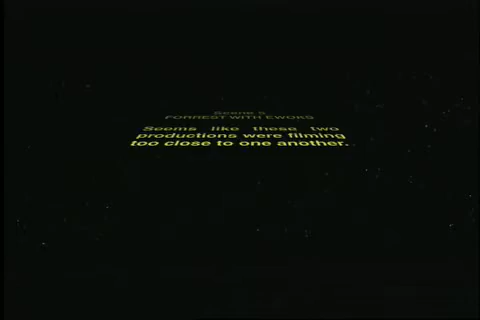 Scene 5
FORREST WITH EWOKS
Seems like these two
productions were filming
too close to one another.